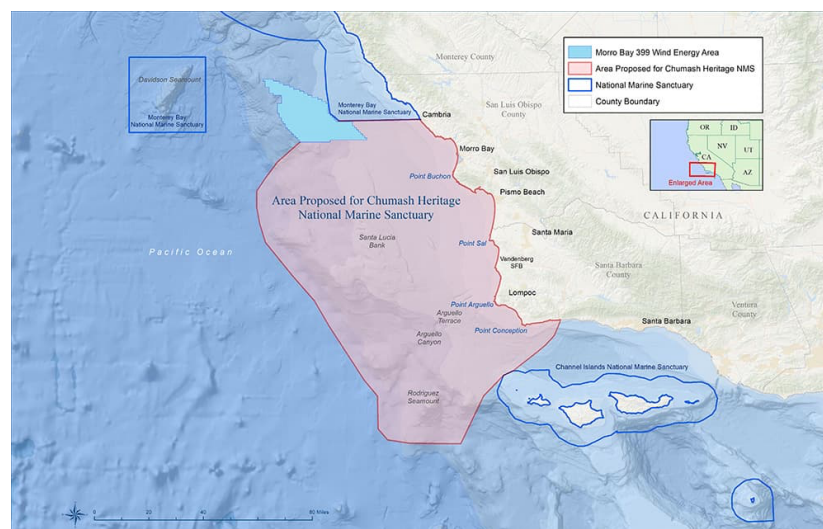 Morro Bay 399 Wind Energy Area
Area Proposed for Chumash Heritage NMS
National Marine Sanctuary
County Boundary
OR
ID
NV
UT
CA
AZ
Enlarged Area
Davidson Seamount
Monterey Bay
National Marine Sanctuary
Monterey County
Monterey Bay
National Marine Sanctuary
Cambria
San Luis Obispo
County
Morro Bay
San Luis Obispo
Point Buchon
Pismo Beach
Area Proposed for Chumash Heritage
National Marine Sanctuary
CALIFORNIA
Santa Lucia
Bank
Point Sal
Santa Maria
Pacific Ocean
Vandenberg
SFB
Santa Barbara
County
Lompoc
Point Arguello
Ventura
County
Arguello
Terrace
Santa Barbara
Point Conception
Arguello
Canyon
Channel Islands National Marine Sanctuary
Rodriguez
Seamount
0
20
40
80 Miles